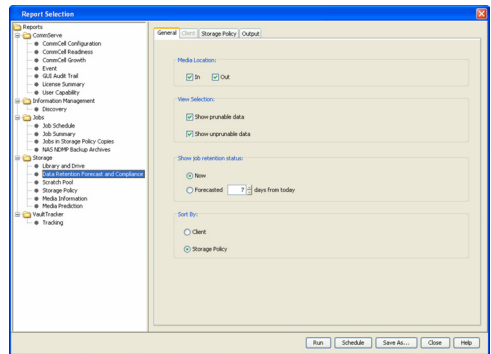 Report Selection
Reports
CommServe
CommCell Configuration
CommCell Readiness
CommCell Growth
Event
GUI Audit Trail
License Summary
User Capability
Information Management
Discovery
Jobs
Job Schedule
Job Summary
Jobs in Storage Policy Copies
NAS NDMP Backup Archives
Storage
Library and Drive
Data Retention Forecast and Compliance
Scratch Pool
Storage Policy
Media Information
Media Prediction
VaultTracker
Tracking
General Client Storage Policy Output
Media Location:
In Out
View Selection:
Show prunable data
Show unprunable data
Show job retention status:
Now
Forecasted 7 days from today
Sort By:
Client
Storage Policy
Run Schedule Save As... Close Help